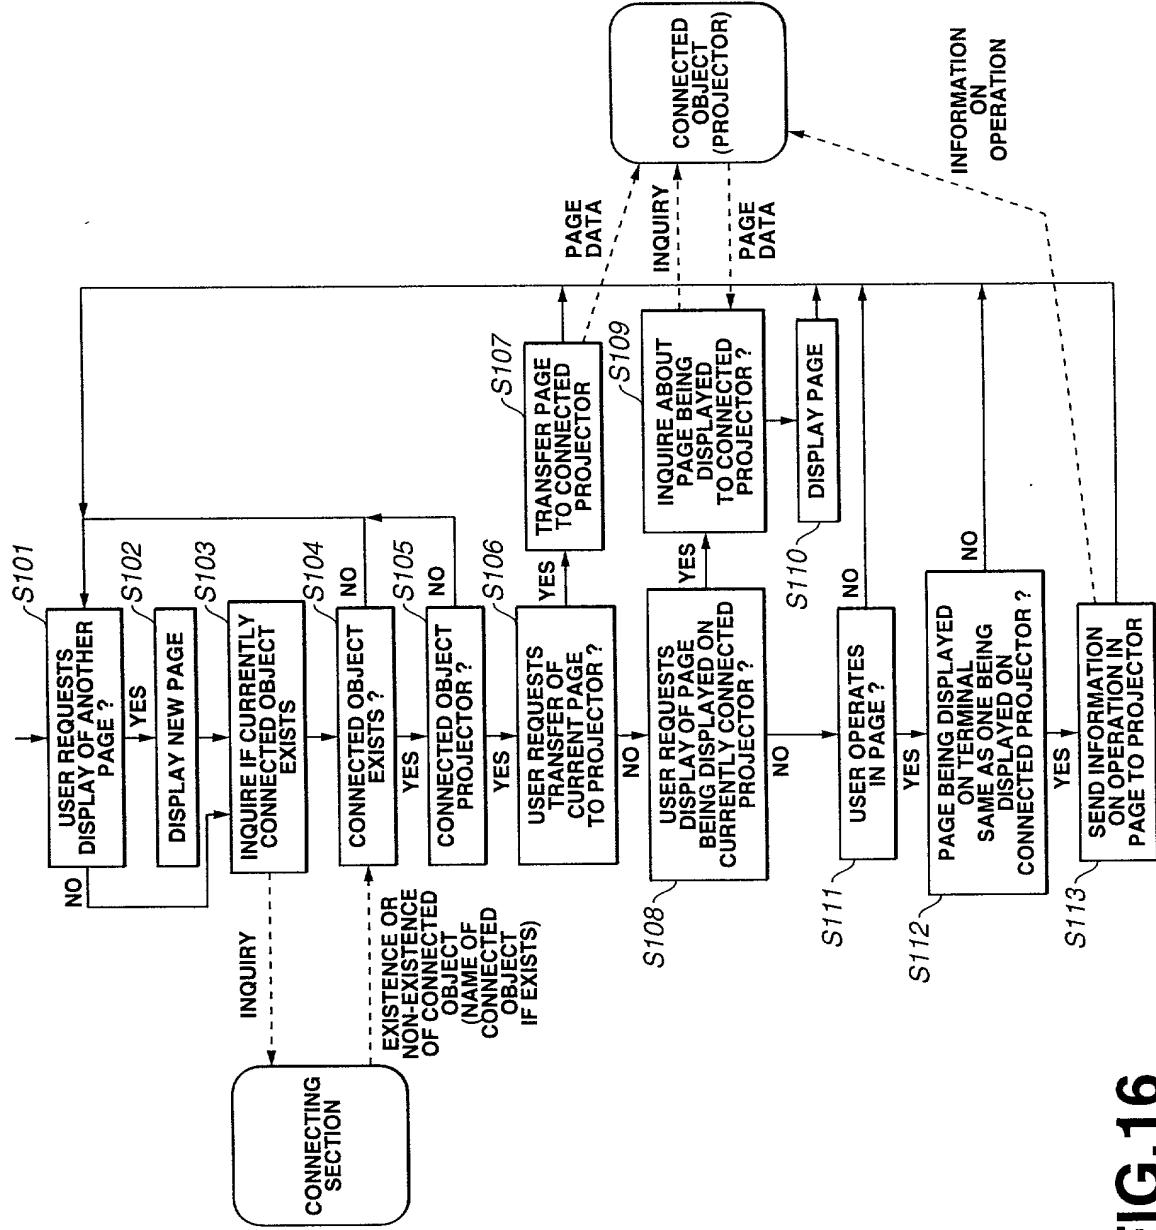 S101
USER REQUESTS
DISPLAY OF ANOTHER
PAGE ?
NO
YES
S102
DISPLAY NEW PAGE
S103
INQUIRE IF CURRENTLY
CONNECTED OBJECT
EXISTS
INQUIRY
CONNECTING
SECTION
EXISTENCE OR
NON-EXISTENCE
OF CONNECTED
OBJECT
(NAME OF
CONNECTED
OBJECT
IF EXISTS)
S104
CONNECTED OBJECT
EXISTS ?
NO
YES
S105
CONNECTED OBJECT
PROJECTOR ?
NO
YES
S106
USER REQUESTS
TRANSFER OF
CURRENT PAGE
TO PROJECTOR ?
YES
NO
S107
TRANSFER PAGE
TO CONNECTED
PROJECTOR
PAGE
DATA
CONNECTED
OBJECT
(PROJECTOR)
S108
USER REQUESTS
DISPLAY OF PAGE
BEING DISPLAYED ON
CURRENTLY CONNECTED
PROJECTOR ?
YES
NO
S109
INQUIRE ABOUT
PAGE BEING
DISPLAYED
TO CONNECTED
PROJECTOR ?
INQUIRY
PAGE
DATA
S110
DISPLAY PAGE
S111
USER OPERATES
IN PAGE ?
NO
YES
S112
PAGE BEING DISPLAYED
ON TERMINAL
SAME AS ONE BEING
DISPLAYED ON
CONNECTED PROJECTOR ?
NO
YES
S113
SEND INFORMATION
ON OPERATION IN
PAGE TO PROJECTOR
INFORMATION
ON
OPERATION
FIG.16